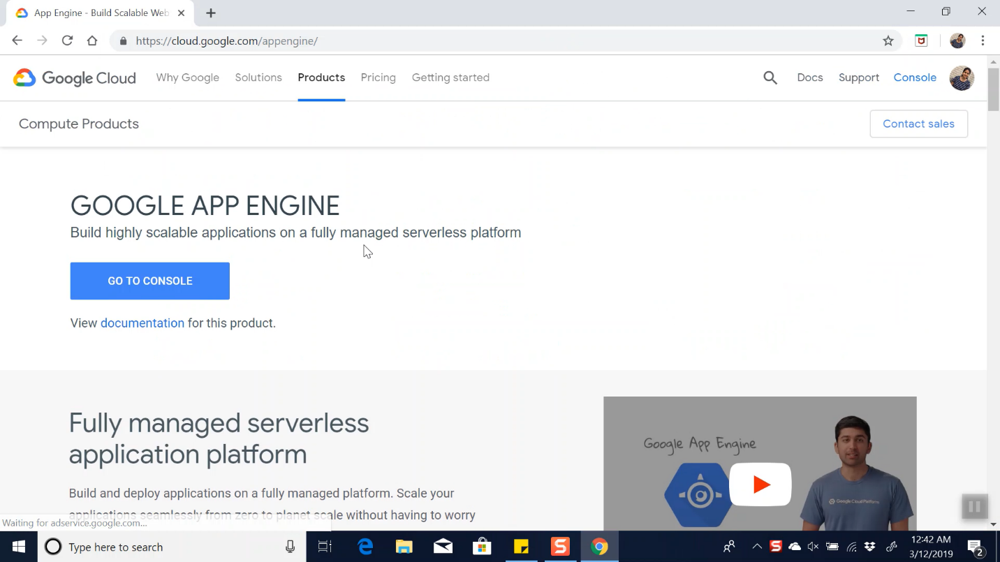 App Engine - Build Scalable Web
https://cloud.google.com/appengine/
Google Cloud Why Google Solutions Products Pricing Getting started Docs Support Console
Compute Products Contact sales
GOOGLE APP ENGINE
Build highly scalable applications on a fully managed serverless platform
GO TO CONSOLE
View documentation for this product.
Fully managed serverless
application platform
Google App Engine
Google Cloud Platform
Build and deploy applications on a fully managed platform. Scale your
applications seamlessly from zero to planet scale without having to worry
Waiting for adservice.google.com...
Type here to search
12:42 AM
3/12/2019
2